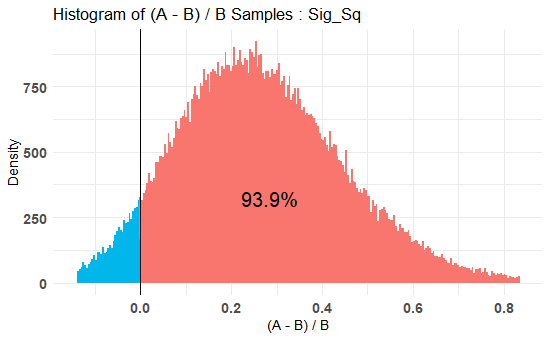 Histogram of (A - B) / B Samples : Sig_Sq
Density
750
500
250
0
93.9%
0.0 0.2 0.4 0.6 0.8
(A - B) / B